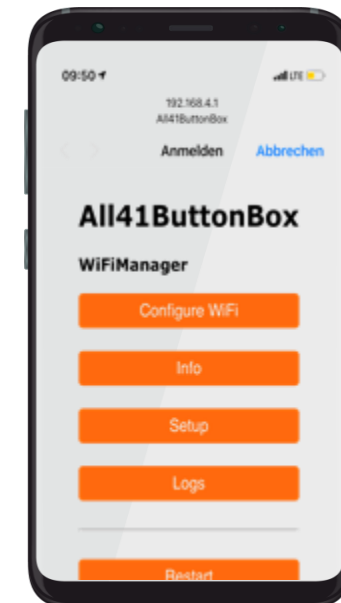 09:50
LTE
192.168.4.1
All41ButtonBox
Anmelden Abbrechen
All41ButtonBox
WiFiManager
Configure WiFi
Info
Setup
Logs
Restart